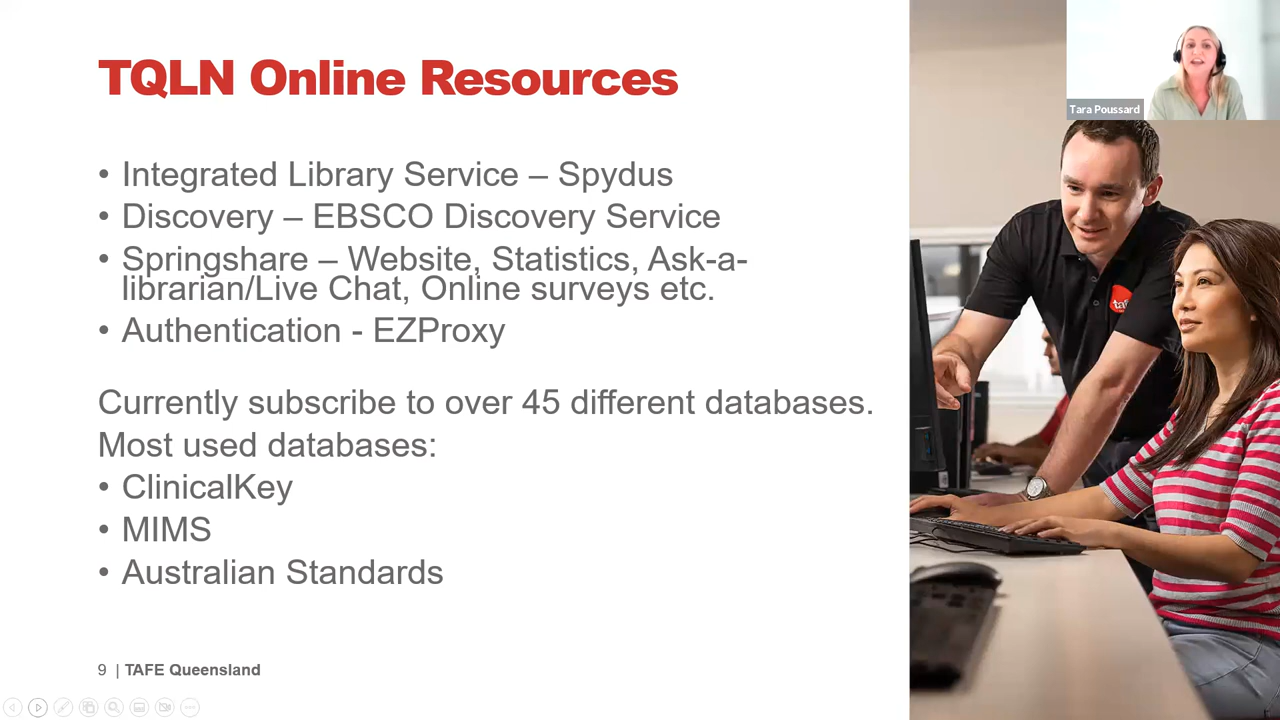 TQLN Online Resources
Tara Poussard
• Integrated Library Service – Spydus
• Discovery – EBSCO Discovery Service
• Springshare – Website, Statistics, Ask-a-
librarian/Live Chat, Online surveys etc.
• Authentication - EZProxy
Currently subscribe to over 45 different databases.
Most used databases:
• ClinicalKey
• MIMS
• Australian Standards
9 | TAFE Queensland